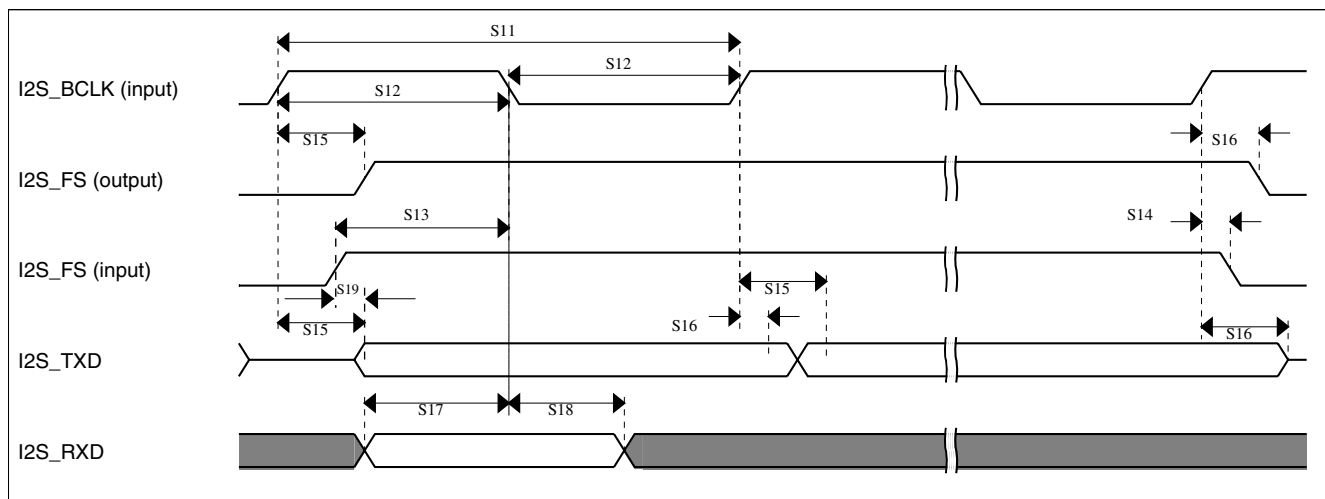 S11
I2S_BCLK (input)
S12
S12
S15
S16
I2S_FS (output)
S13
S14
I2S_FS (input)
S19
S15
S15
S16
S16
I2S_TXD
S17
S18
I2S_RXD